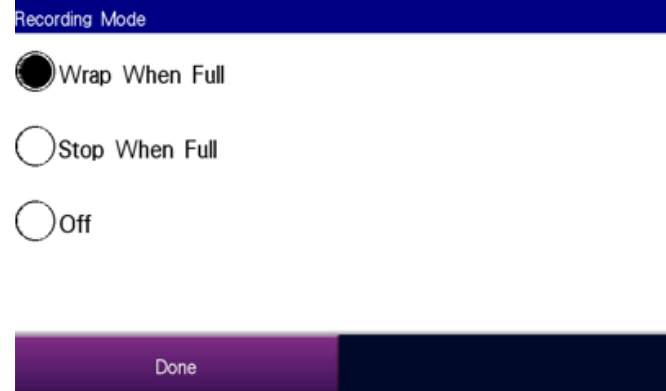 Recording Mode
Wrap When Full
Stop When Full
Off
Done